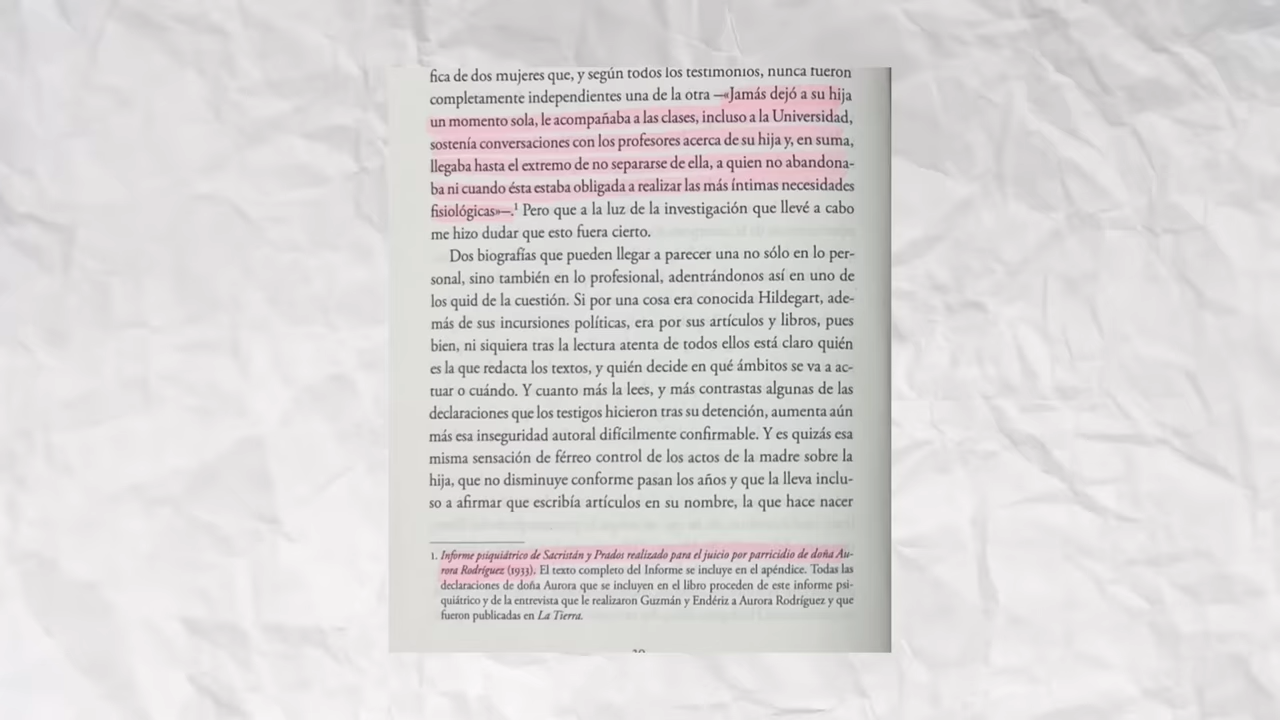 fica de dos mujeres que, y según todos los testimonios, nunca fueron
completamente independientes una de la otra —«Jamás dejó a su hija
un momento sola, le acompañaba a las clases, incluso a la Universidad,
sostenía conversaciones con los profesores acerca de su hija y, en suma,
llegaba hasta el extremo de no separarse de ella, a quien no abandona-
ba ni cuando ésta estaba obligada a realizar las más íntimas necesidades
fisiológicas»—.¹ Pero que a la luz de la investigación que llevé a cabo
me hizo dudar que esto fuera cierto.
Dos biografías que pueden llegar a parecer una no sólo en lo per-
sonal, sino también en lo profesional, adentrándonos así en uno de
los quid de la cuestión. Si por una cosa era conocida Hildegart, ade-
más de sus incursiones políticas, era por sus artículos y libros, pues
bien, ni siquiera tras la lectura atenta de todos ellos está claro quién
es la que redacta los textos, y quién decide en qué ámbitos se va a ac-
tuar o cuándo. Y cuanto más la lees, y más contrastas algunas de las
declaraciones que los testigos hicieron tras su detención, aumenta aún
más esa inseguridad autoral difícilmente confirmable. Y es quizás esa
misma sensación de férreo control de los actos de la madre sobre la
hija, que no disminuye conforme pasan los años y que la lleva inclu-
so a afirmar que escribía artículos en su nombre, la que hace nacer
1. Informe psiquiátrico de Sacristán y Prados realizado para el juicio por parricidio de doña Au-
rora Rodríguez (1933). El texto completo del Informe se incluye en el apéndice. Todas las
declaraciones de doña Aurora que se incluyen en el libro proceden de este informe psi-
quiátrico y de la entrevista que le realizaron Guzmán y Endériz a Aurora Rodríguez y que
fueron publicadas en La Tierra.